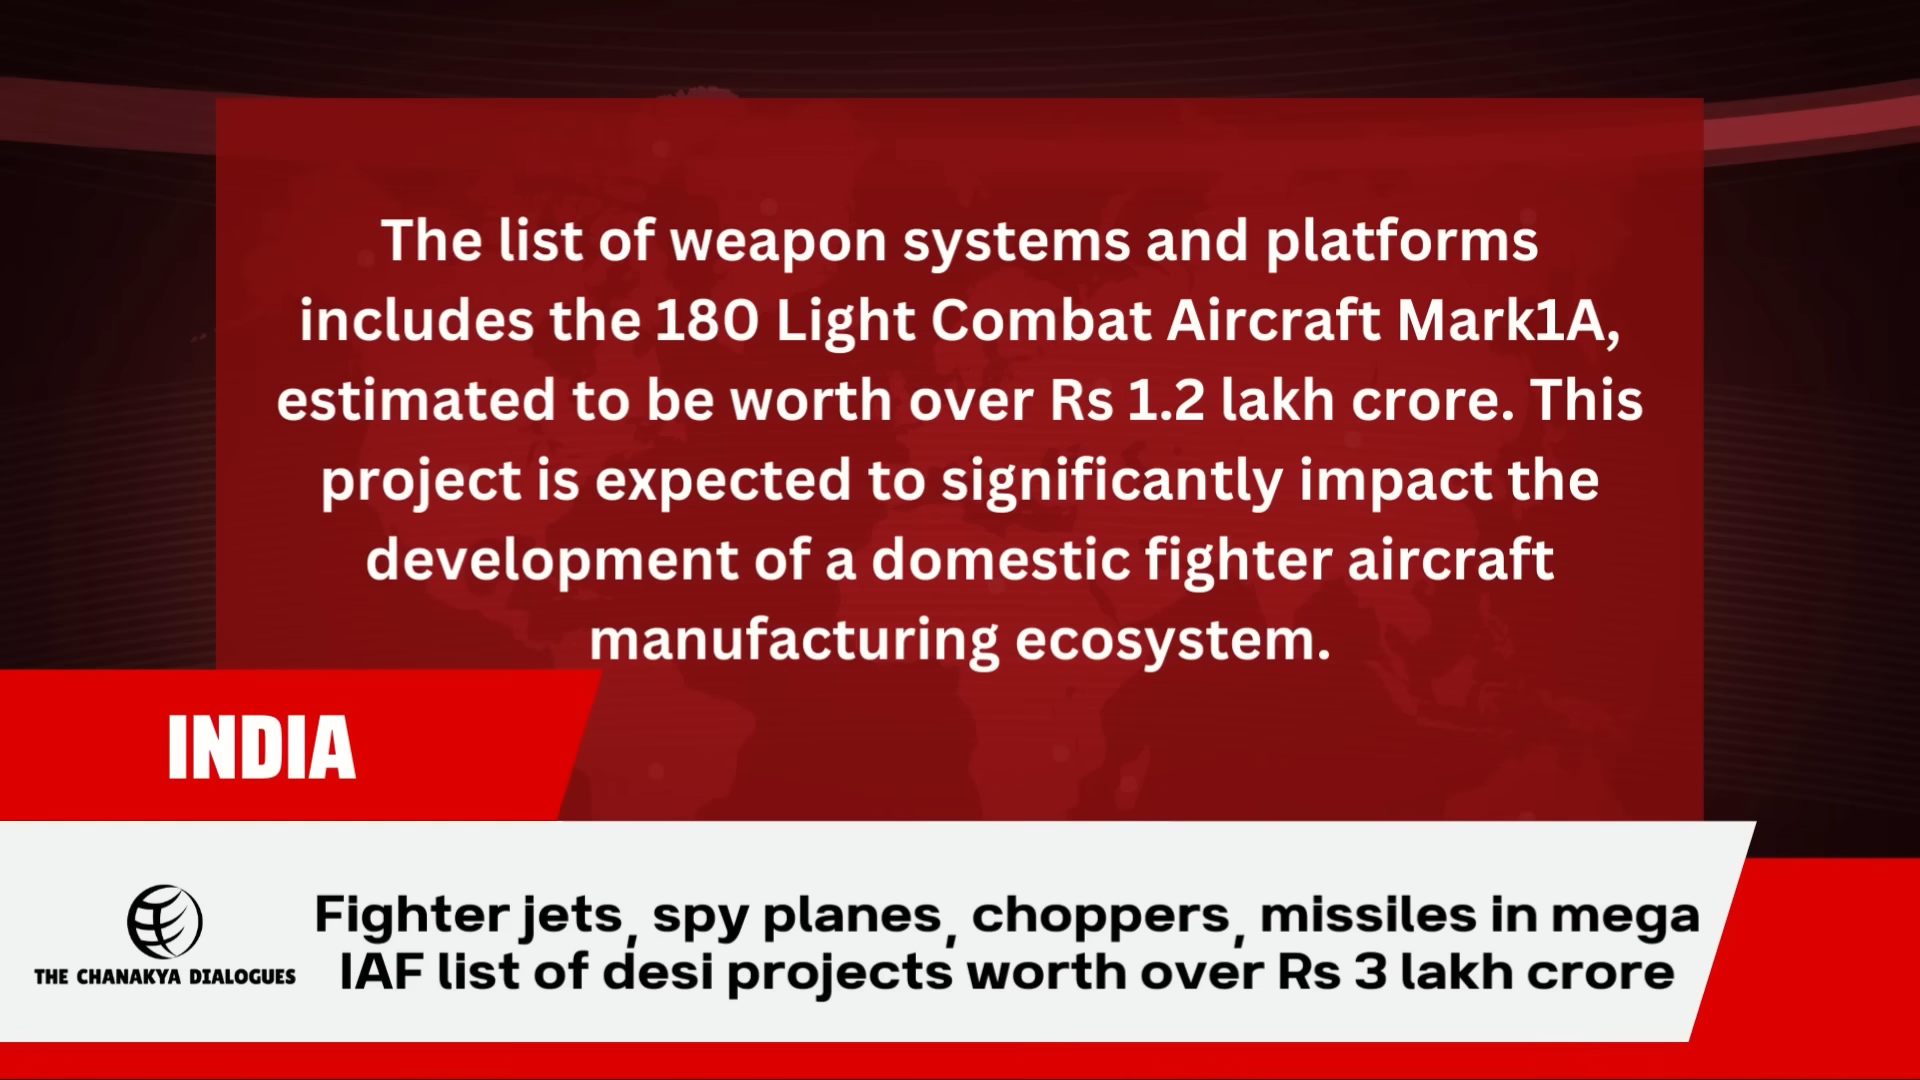 The list of weapon systems and platforms
includes the 180 Light Combat Aircraft Mark1A,
estimated to be worth over Rs 1.2 lakh crore. This
project is expected to significantly impact the
development of a domestic fighter aircraft
manufacturing ecosystem.
INDIA
THE CHANAKYA DIALOGUES
Fighter jets, spy planes, choppers, missiles in mega
IAF list of desi projects worth over Rs 3 lakh crore